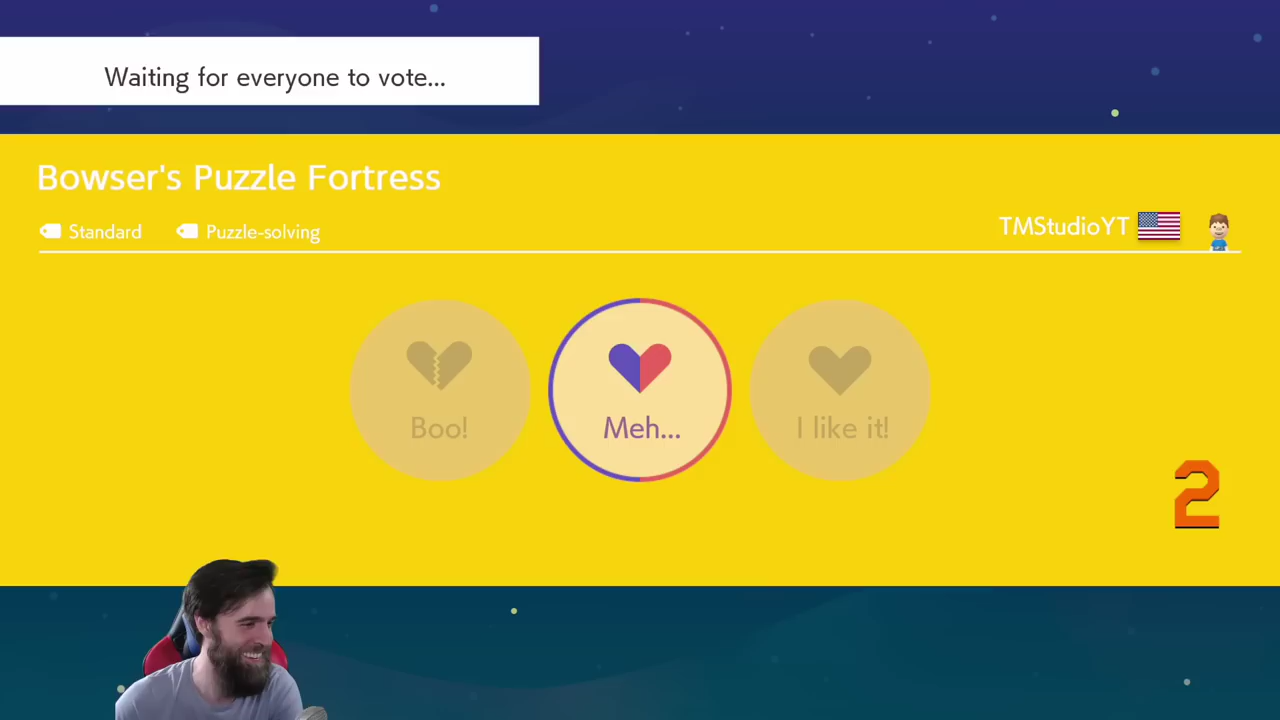 Waiting for everyone to vote...
Bowser's Puzzle Fortress
Standard Puzzle-solving
TMStudioYT
Boo! Meh... I like it!
2